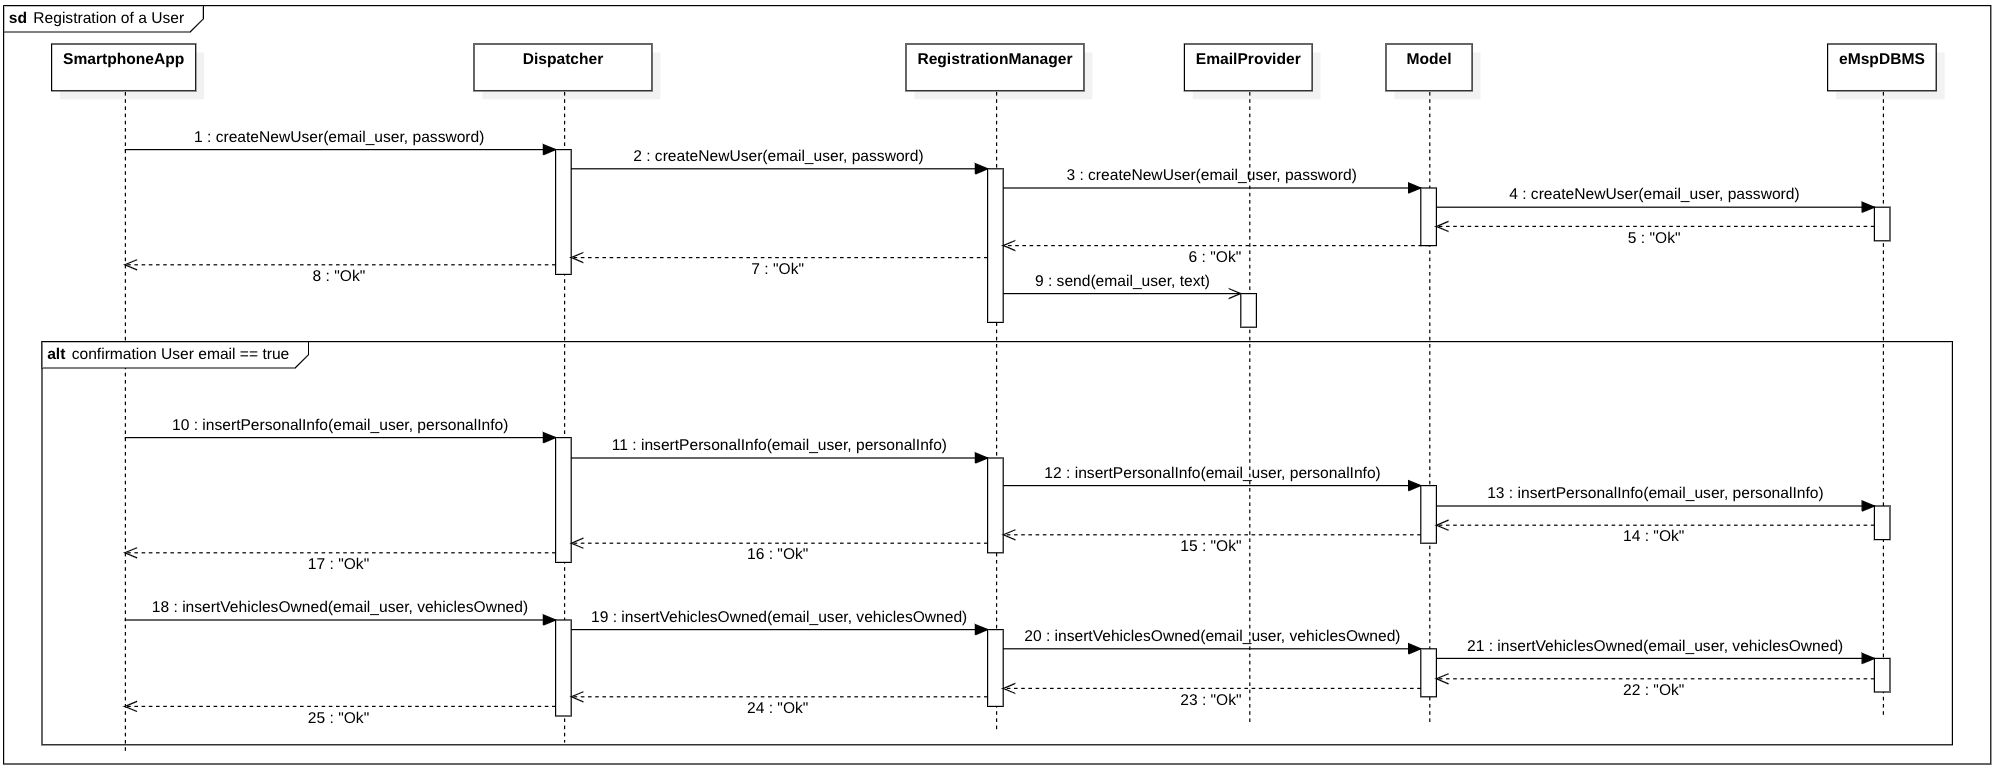 sd Registration of a User
SmartphoneApp
Dispatcher
RegistrationManager
EmailProvider
Model
eMspDBMS
1 : createNewUser(email_user, password)
2 : createNewUser(email_user, password)
3 : createNewUser(email_user, password)
4 : createNewUser(email_user, password)
5 : "Ok"
6 : "Ok"
7 : "Ok"
8 : "Ok"
9 : send(email_user, text)
alt confirmation User email == true
10 : insertPersonalInfo(email_user, personalInfo)
11 : insertPersonalInfo(email_user, personalInfo)
12 : insertPersonalInfo(email_user, personalInfo)
13 : insertPersonalInfo(email_user, personalInfo)
14 : "Ok"
15 : "Ok"
16 : "Ok"
17 : "Ok"
18 : insertVehiclesOwned(email_user, vehiclesOwned)
19 : insertVehiclesOwned(email_user, vehiclesOwned)
20 : insertVehiclesOwned(email_user, vehiclesOwned)
21 : insertVehiclesOwned(email_user, vehiclesOwned)
22 : "Ok"
23 : "Ok"
24 : "Ok"
25 : "Ok"